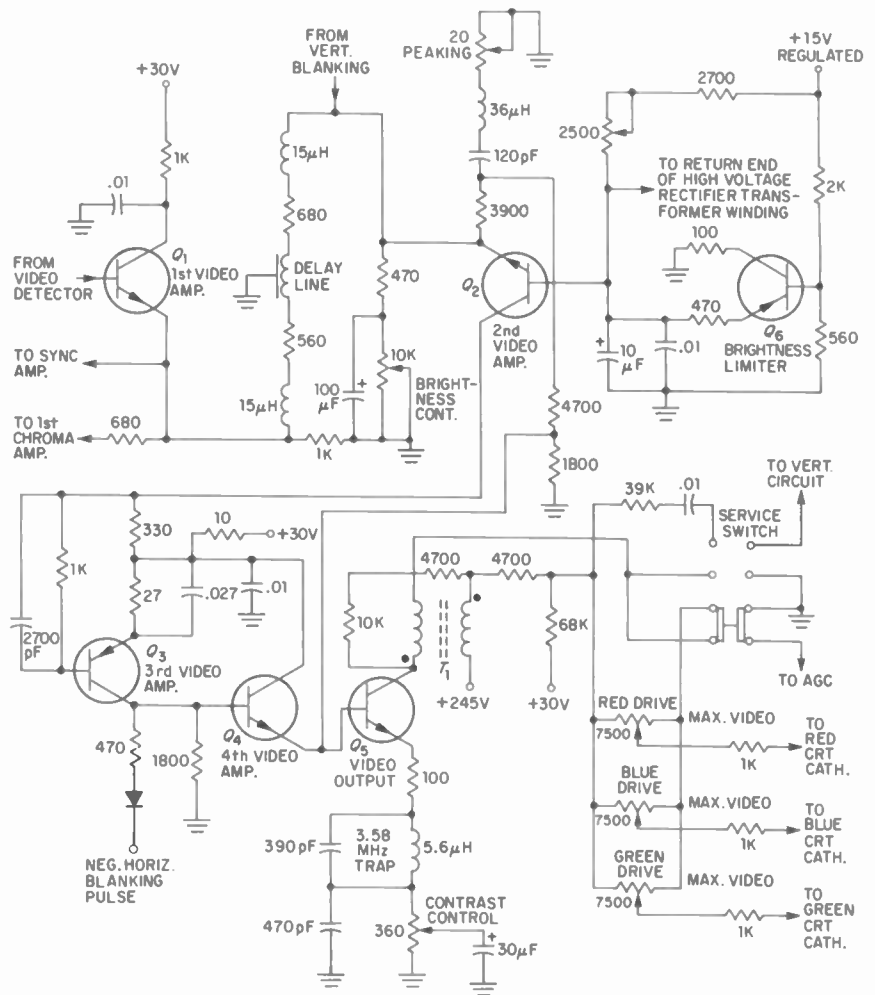 20
PEAKING
FROM
VERT.
BLANKING
+15V
REGULATED
+30V
2700
36µH
2500
15µH
1K
120pF
TO RETURN END
OF HIGH VOLTAGE
RECTIFIER TRANS-
FORMER WINDING
.01
2K
680
3900
100
Q1
1st VIDEO
AMP.
FROM
VIDEO
DETECTOR
DELAY
LINE
470
Q2
470
Q6
BRIGHTNESS
LIMITER
560
2nd
VIDEO
AMP.
+
10
µF
.01
560
10K
TO SYNC
AMP.
100
µF
+
BRIGHT-
NESS
CONT.
15µH
4700
TO 1st
CHROMA
AMP.
680
1K
1800
TO VERT.
CIRCUIT
39K
.01
SERVICE
SWITCH
330
10
+30V
4700
4700
1K
27
.027
.01
10K
68K
2700
pF
Q3
3rd VIDEO
AMP.
T1
+245V
+30V
TO AGC
Q4
4th VIDEO
AMP.
Q5
VIDEO
OUTPUT
RED DRIVE
MAX. VIDEO
7500
TO
RED
CRT
CATH.
1K
470
1800
100
BLUE
DRIVE
MAX. VIDEO
7500
TO
BLUE
CRT
CATH.
1K
390pF
3.58
MHz
TRAP
5.6µH
NEG. HORIZ.
BLANKING
PULSE
GREEN
DRIVE
MAX. VIDEO
7500
TO
GREEN
CRT
CATH.
1K
CONTRAST
CONTROL
470pF
360
+
30µF